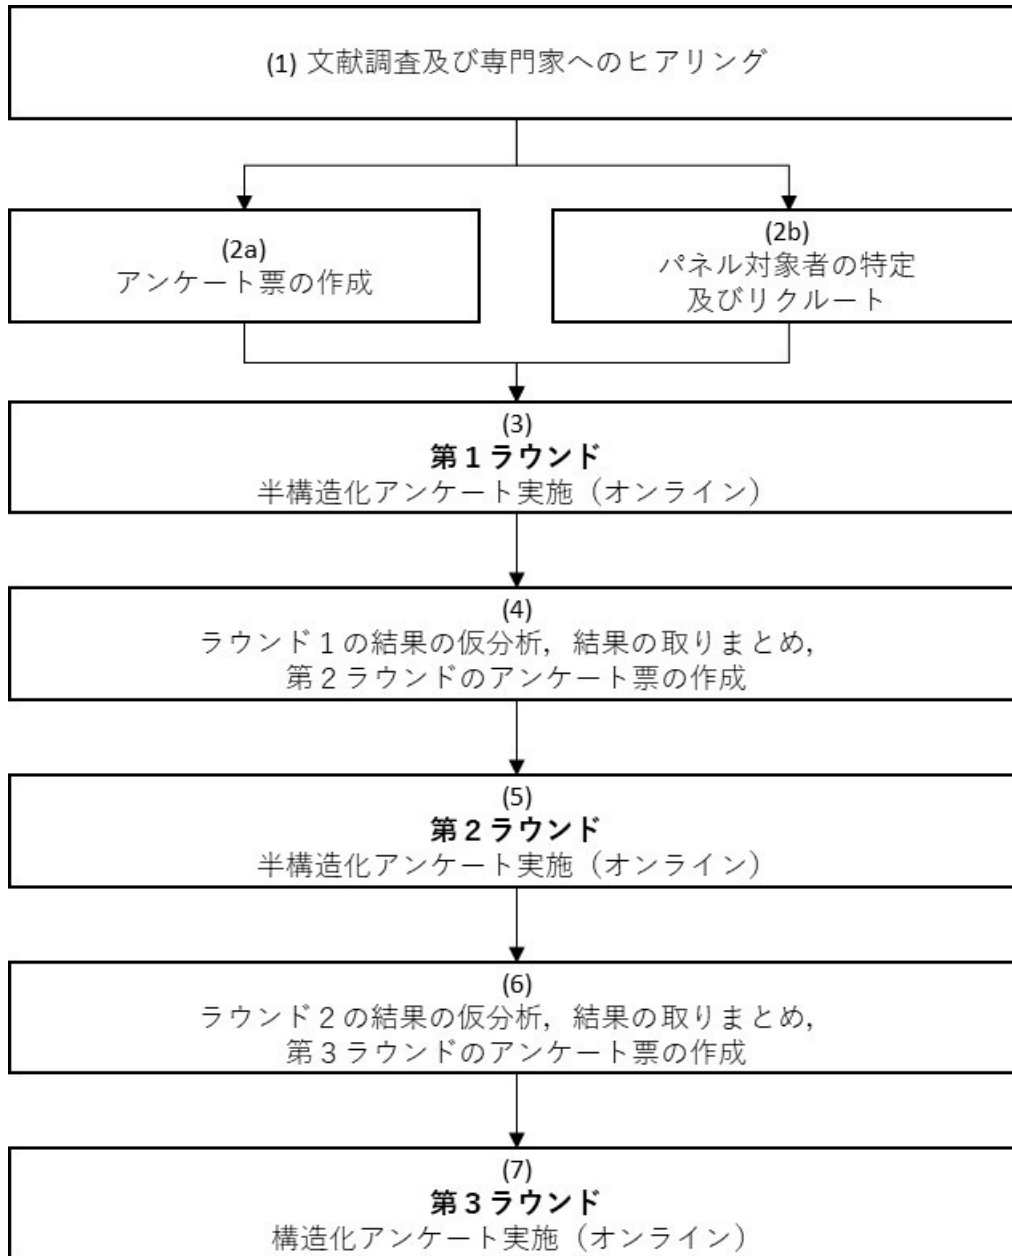 (1) 文献調査及び専門家へのヒアリング
(2a)
アンケート票の作成
(2b)
パネル対象者の特定
及びリクルート
(3)
第1ラウンド
半構造化アンケート実施（オンライン）
(4)
ラウンド1の結果の仮分析，結果の取りまとめ，
第2ラウンドのアンケート票の作成
(5)
第2ラウンド
半構造化アンケート実施（オンライン）
(6)
ラウンド2の結果の仮分析，結果の取りまとめ，
第3ラウンドのアンケート票の作成
(7)
第3ラウンド
構造化アンケート実施（オンライン）